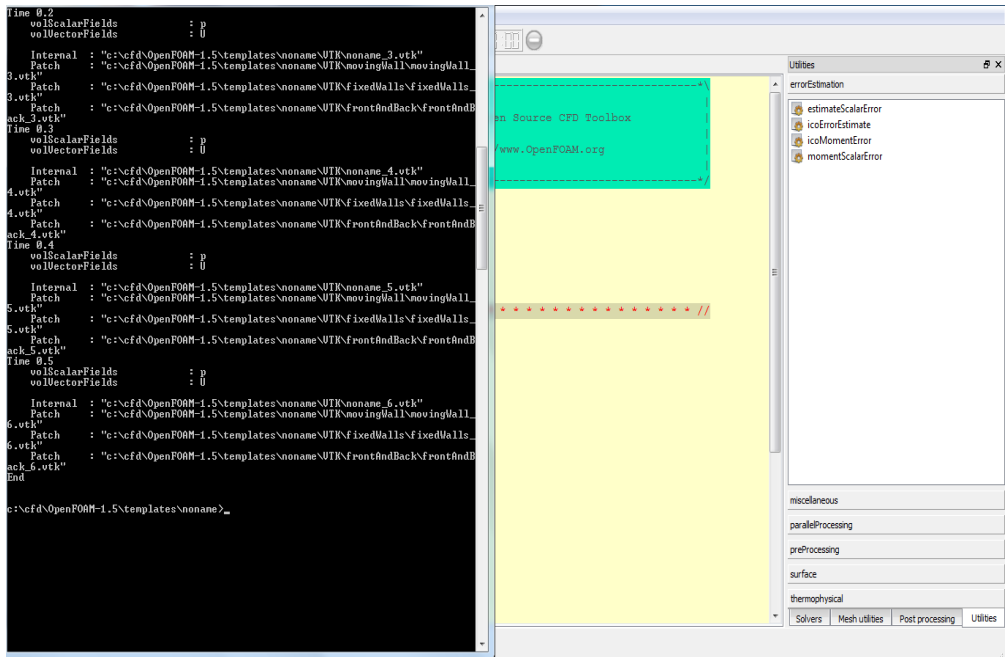 Time 0.2
volScalarFields : p
volVectorFields : U
Internal : "c:\cfd\OpenFOAM-1.5\templates\noname\VTK\noname_3.vtk"
Patch : "c:\cfd\OpenFOAM-1.5\templates\noname\VTK\movingWall\movingWall_
3.vtk"
Patch : "c:\cfd\OpenFOAM-1.5\templates\noname\VTK\fixedWalls\fixedWalls_
3.vtk"
Patch : "c:\cfd\OpenFOAM-1.5\templates\noname\VTK\frontAndBack\frontAndB
ack_3.vtk"
Time 0.3
volScalarFields : p
volVectorFields : U
Internal : "c:\cfd\OpenFOAM-1.5\templates\noname\VTK\noname_4.vtk"
Patch : "c:\cfd\OpenFOAM-1.5\templates\noname\VTK\movingWall\movingWall_
4.vtk"
Patch : "c:\cfd\OpenFOAM-1.5\templates\noname\VTK\fixedWalls\fixedWalls_
4.vtk"
Patch : "c:\cfd\OpenFOAM-1.5\templates\noname\VTK\frontAndBack\frontAndB
ack_4.vtk"
Time 0.4
volScalarFields : p
volVectorFields : U
Internal : "c:\cfd\OpenFOAM-1.5\templates\noname\VTK\noname_5.vtk"
Patch : "c:\cfd\OpenFOAM-1.5\templates\noname\VTK\movingWall\movingWall_
5.vtk"
Patch : "c:\cfd\OpenFOAM-1.5\templates\noname\VTK\fixedWalls\fixedWalls_
5.vtk"
Patch : "c:\cfd\OpenFOAM-1.5\templates\noname\VTK\frontAndBack\frontAndB
ack_5.vtk"
Time 0.5
volScalarFields : p
volVectorFields : U
Internal : "c:\cfd\OpenFOAM-1.5\templates\noname\VTK\noname_6.vtk"
Patch : "c:\cfd\OpenFOAM-1.5\templates\noname\VTK\movingWall\movingWall_
6.vtk"
Patch : "c:\cfd\OpenFOAM-1.5\templates\noname\VTK\fixedWalls\fixedWalls_
6.vtk"
Patch : "c:\cfd\OpenFOAM-1.5\templates\noname\VTK\frontAndBack\frontAndB
ack_6.vtk"
End
c:\cfd\OpenFOAM-1.5\templates\noname>_
-----------------------------*\
|
en Source CFD Toolbox |
|
/www.OpenFOAM.org |
|
-----------------------------*/
* * * * * * * * * * * * * * * //
Utilities
errorEstimation
estimateScalarError
icoErrorEstimate
icoMomentError
momentScalarError
miscellaneous
parallelProcessing
preProcessing
surface
thermophysical
Solvers Mesh utilities Post processing Utilities